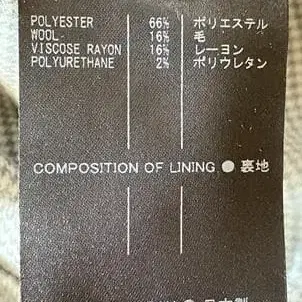 POLYESTER 66% ポリエステル
WOOL 16% 毛
VISCOSE RAYON 16% レーヨン
POLYURETHANE 2% ポリウレタン
COMPOSITION OF LINING ● 裏地